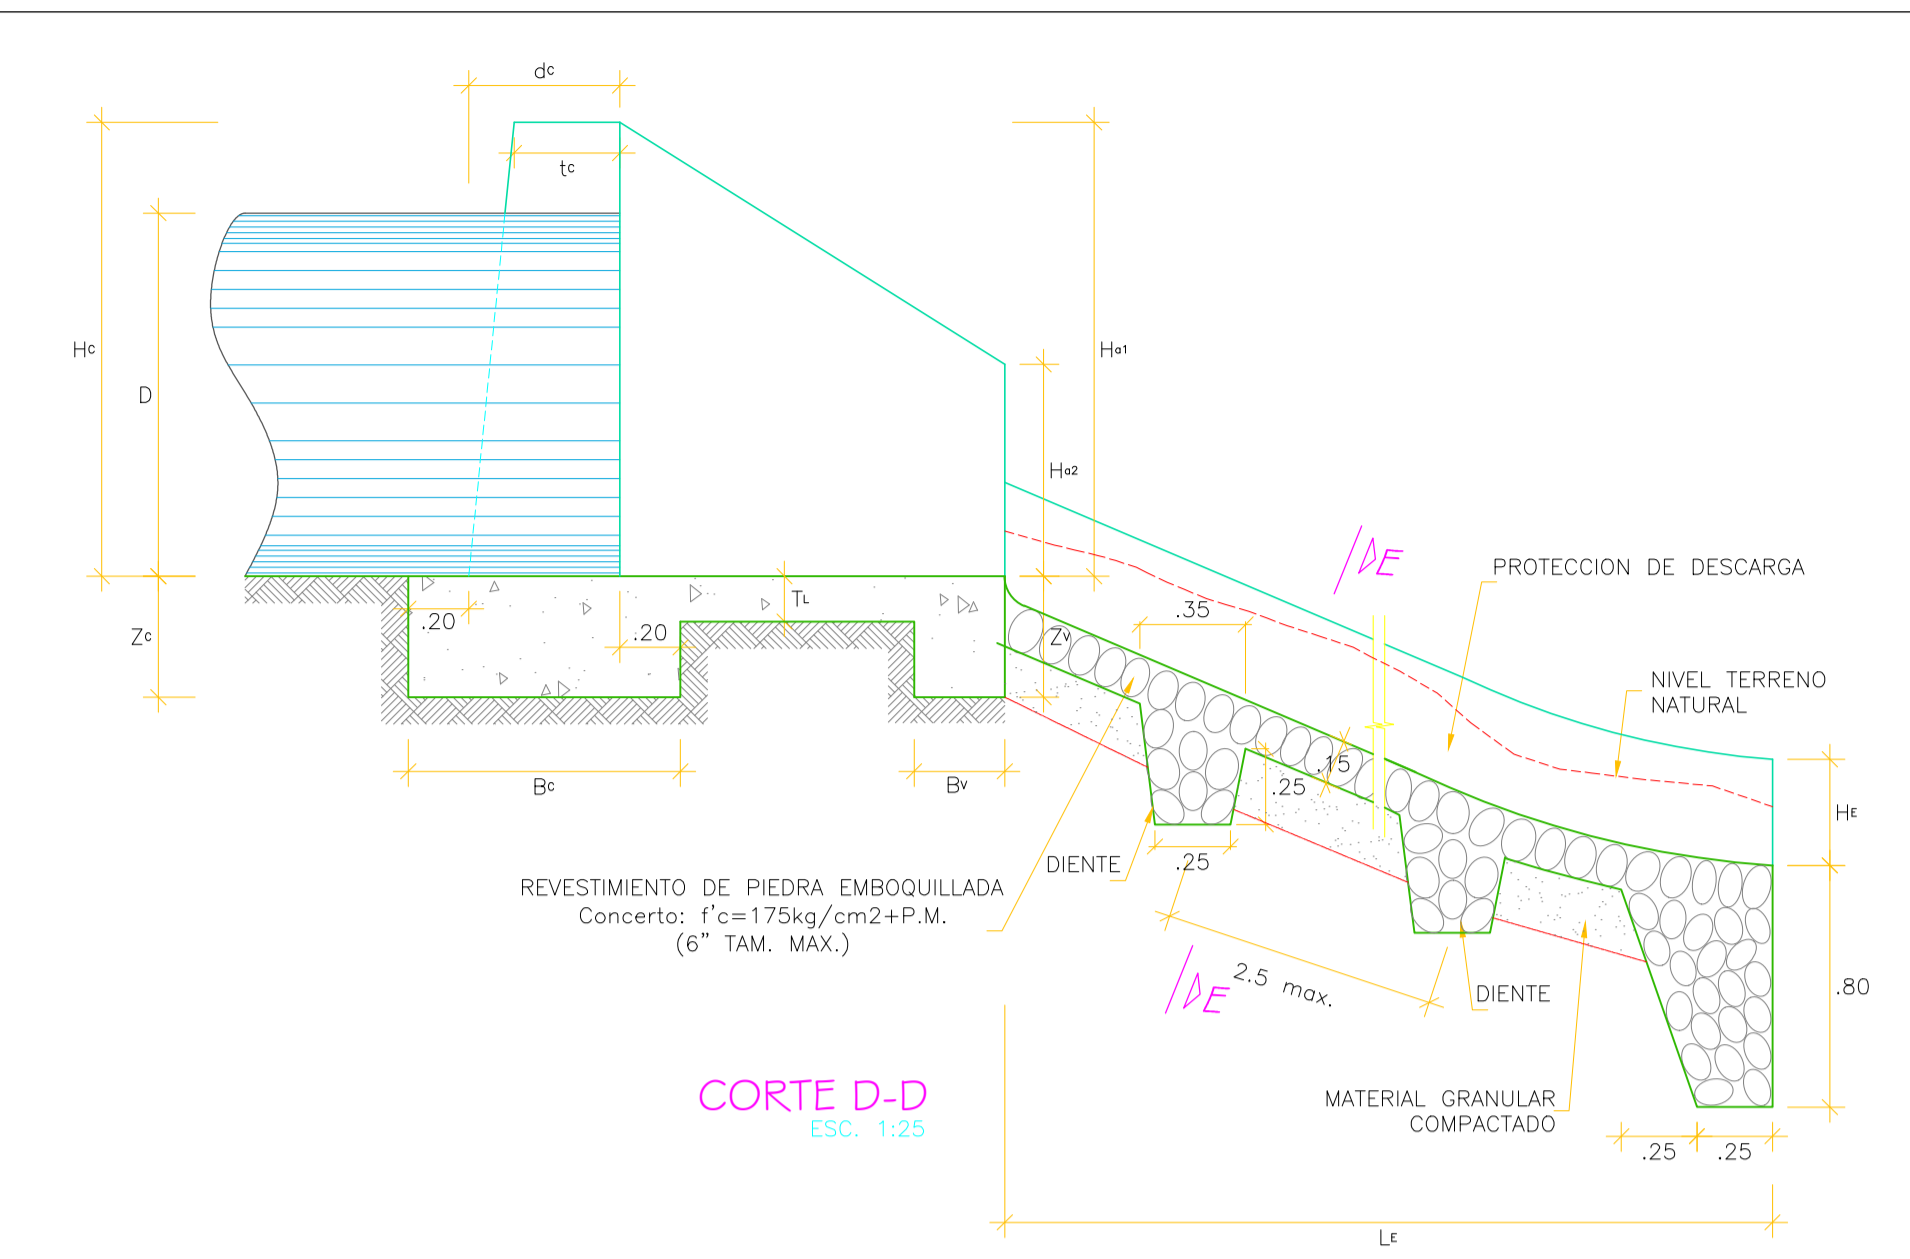 dc
tc
Hc
D
Zc
Ha1
Ha2
TL
.20
.20
Zv
Bc
Bv
.35
DE
PROTECCION DE DESCARGA
NIVEL TERRENO
NATURAL
.15
.25
.25
DIENTE
HE
REVESTIMIENTO DE PIEDRA EMBOQUILLADA
Concerto: f'c=175kg/cm2+P.M.
(6" TAM. MAX.)
DE
2.5 max.
DIENTE
.80
MATERIAL GRANULAR
COMPACTADO
.25
.25
CORTE D-D
ESC. 1:25
LE